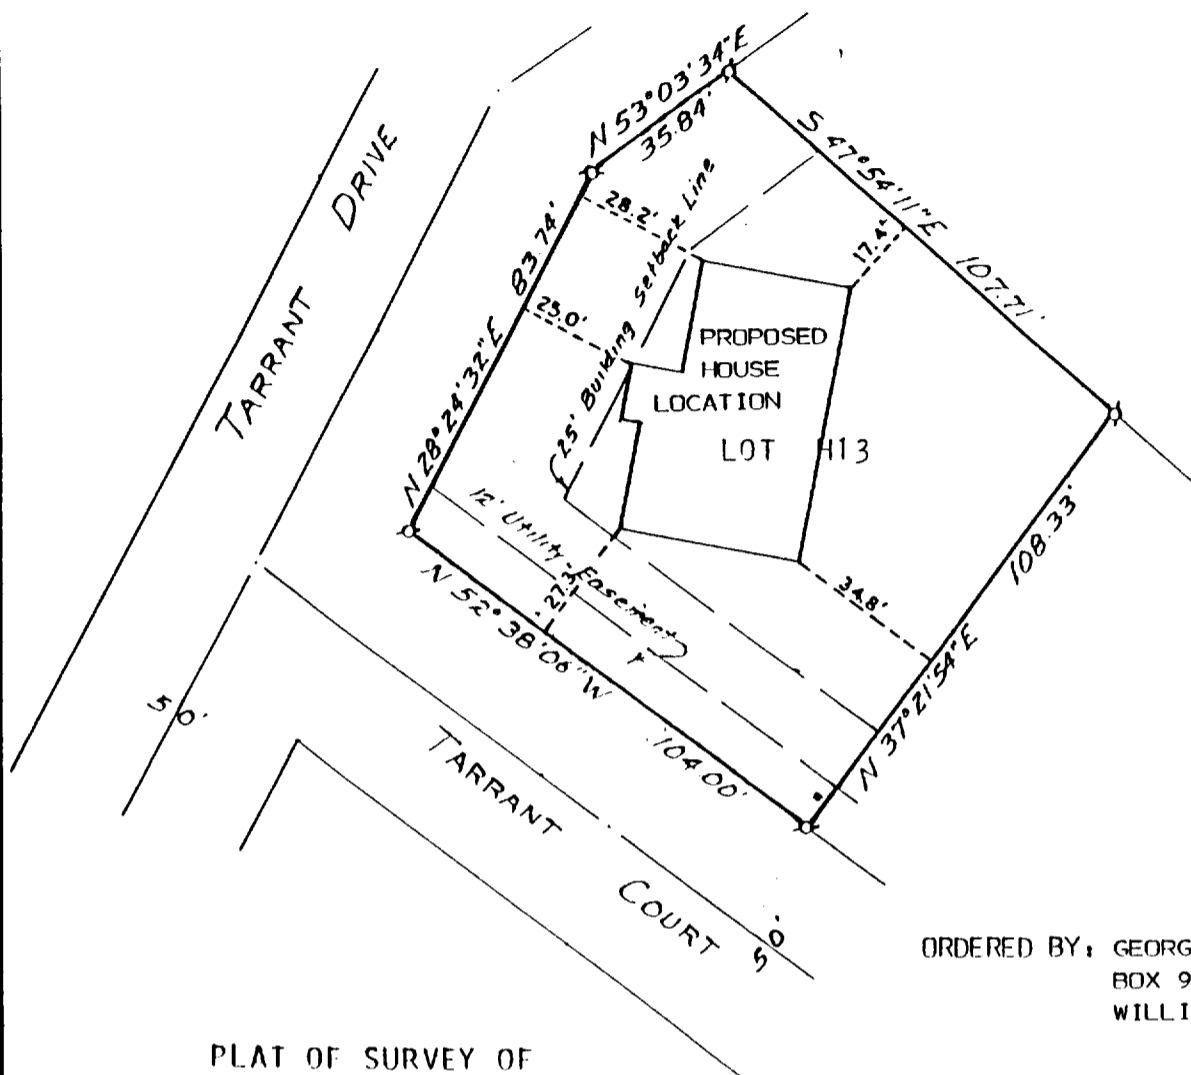 N 53°03'34"E
35.84'
S 47°54'11"E 107.71'
TARRANT DRIVE
N 28°24'32"E 83.74'
28.2'
25.0'
17.4'
25' Building setback Line
PROPOSED
HOUSE
LOCATION
LOT H13
12' Utility-Easement
27.3'
34.8'
N 52°38'06"W 104.00'
N 37°21'54"E 108.33'
50'
TARRANT COURT 50'
ORDERED BY: GEORG
BOX 9
WILLI
PLAT OF SURVEY OF